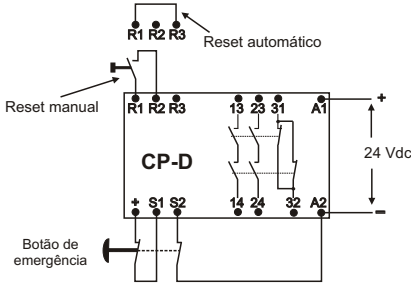 R1 R2 R3
Reset automático
Reset manual
R1 R2 R3 13 23 31 A1 +
CP-D
24 Vdc
+ S1 S2 14 24 32 A2 –
Botão de
emergência